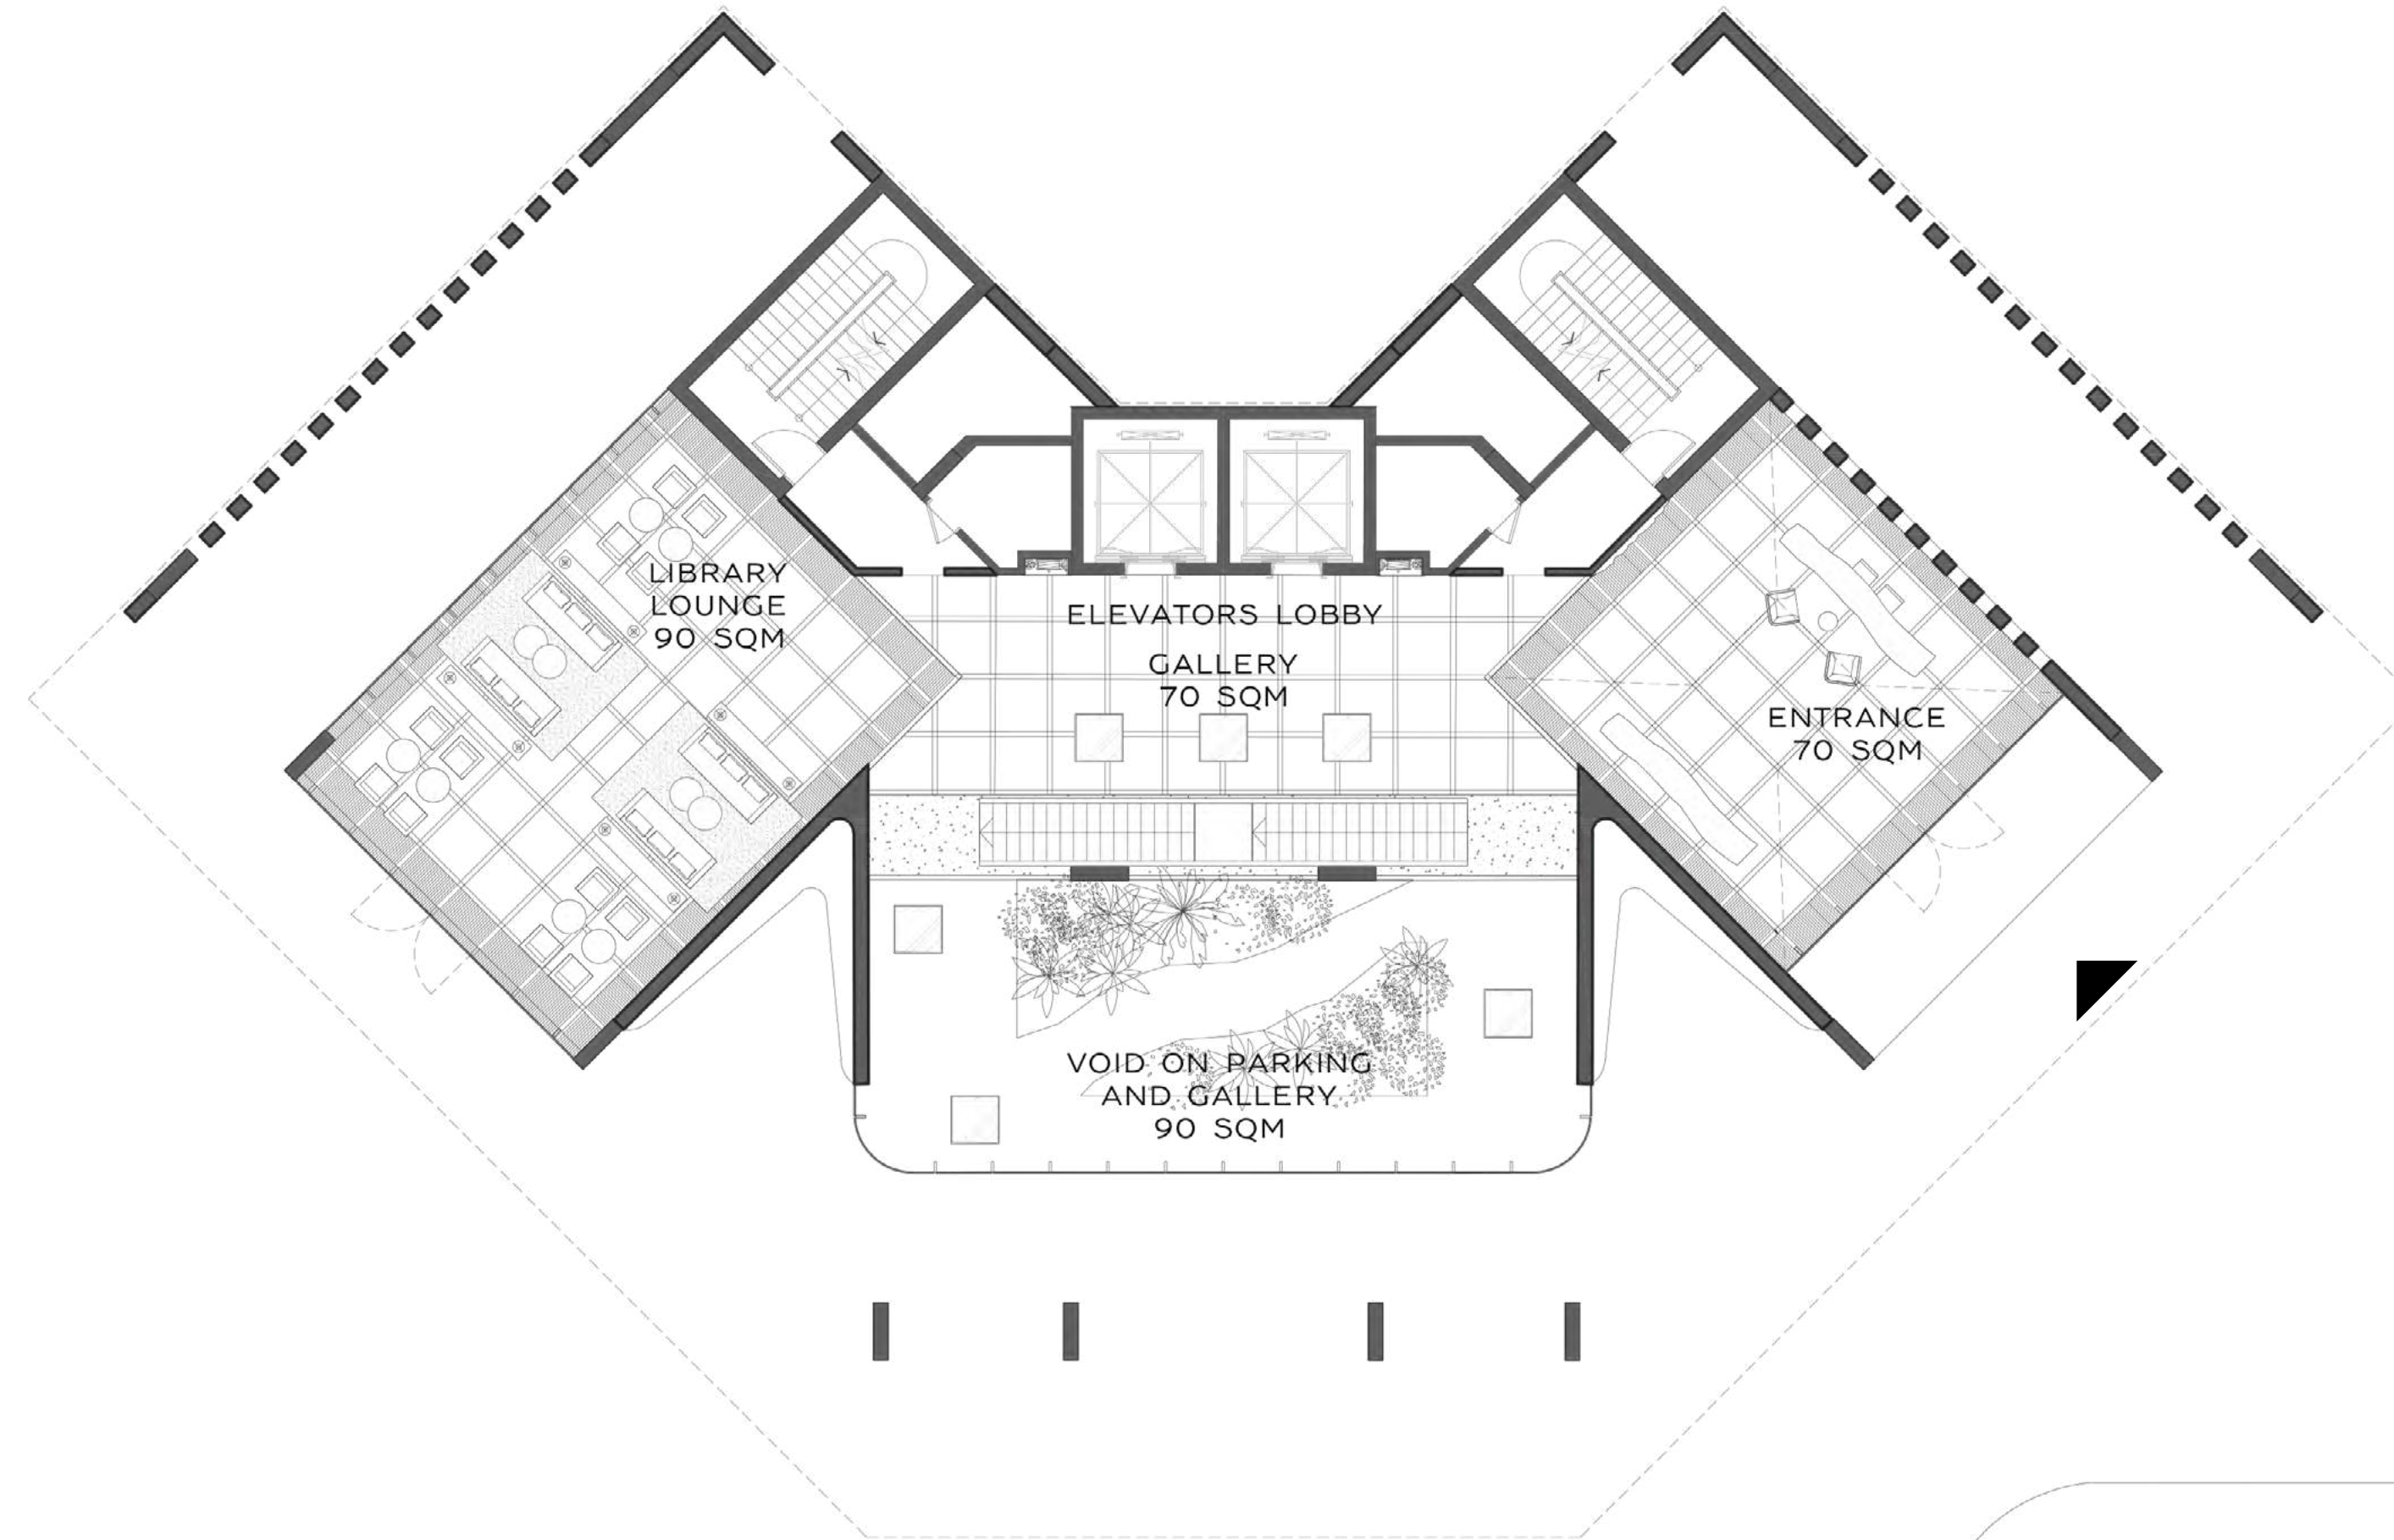 LIBRARY
LOUNGE
90 SQM
ELEVATORS LOBBY
GALLERY
70 SQM
ENTRANCE
70 SQM
VOID ON PARKING
AND GALLERY
90 SQM